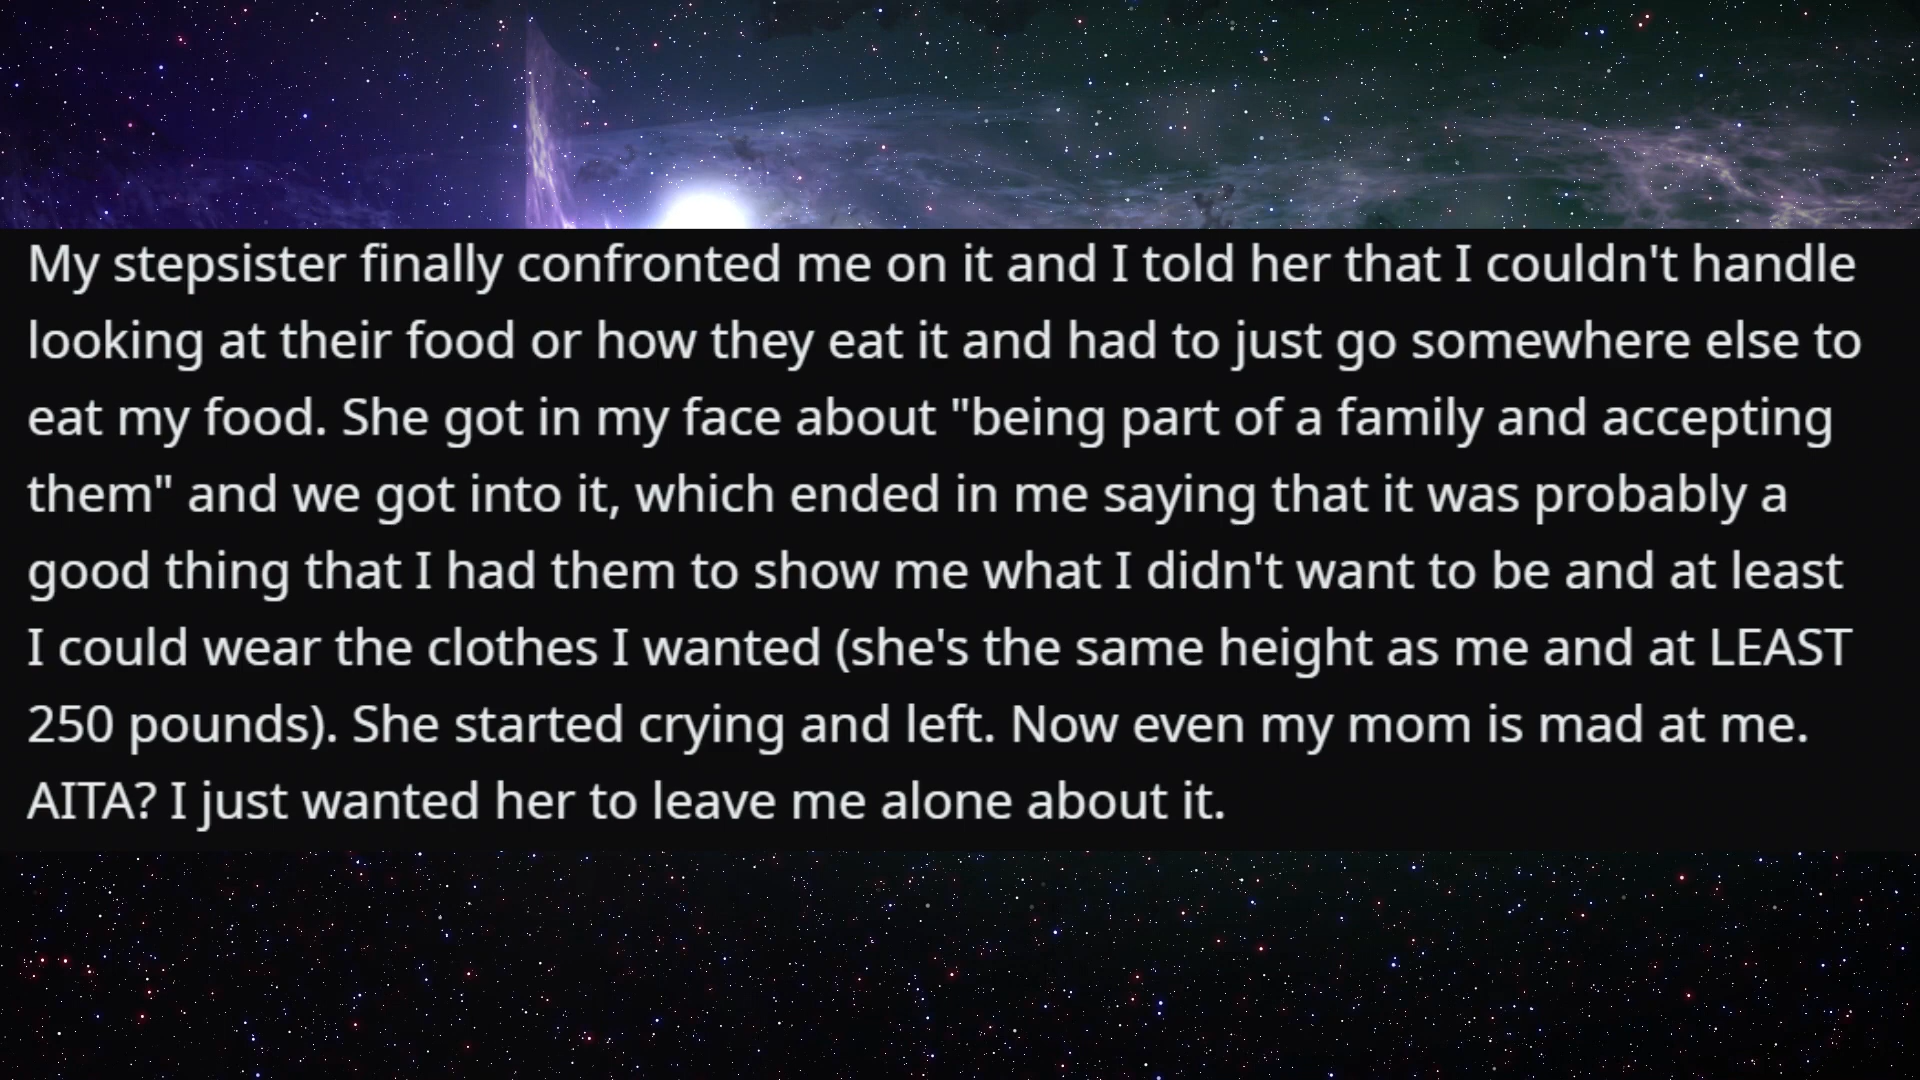 My stepsister finally confronted me on it and I told her that I couldn't handle
looking at their food or how they eat it and had to just go somewhere else to
eat my food. She got in my face about "being part of a family and accepting
them" and we got into it, which ended in me saying that it was probably a
good thing that I had them to show me what I didn't want to be and at least
I could wear the clothes I wanted (she's the same height as me and at LEAST
250 pounds). She started crying and left. Now even my mom is mad at me.
AITA? I just wanted her to leave me alone about it.